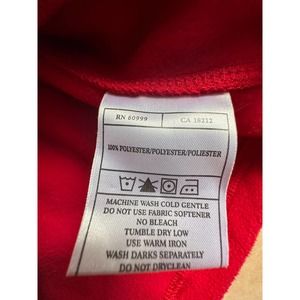 RN 60999 CA 18212
100% POLYESTER/POLYESTER/POLIESTER
MACHINE WASH COLD GENTLE
DO NOT USE FABRIC SOFTENER
NO BLEACH
TUMBLE DRY LOW
USE WARM IRON
WASH DARKS SEPARATELY
DO NOT DRYCLEAN